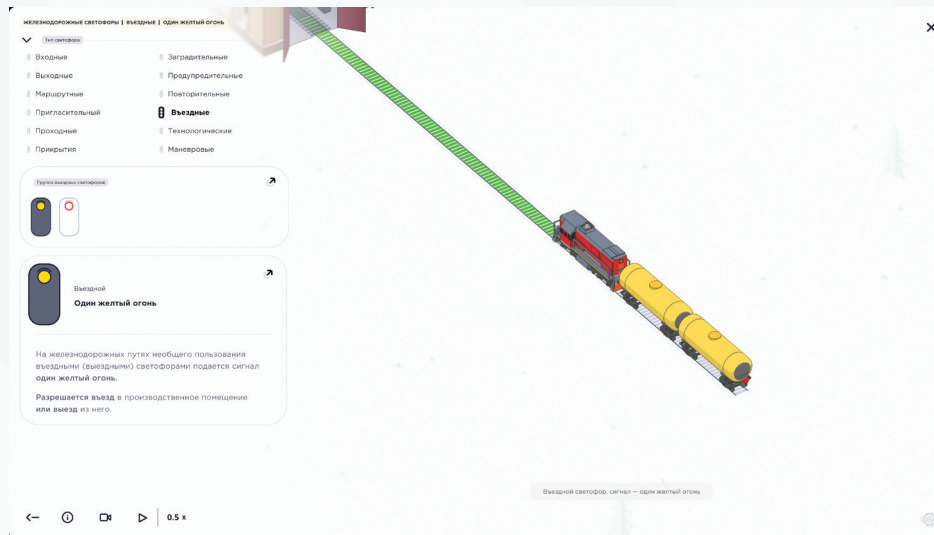 ЖЕЛЕЗНОДОРОЖНЫЕ СВЕТОФОРЫ | ВЪЕЗДНЫЕ | ОДИН ЖЕЛТЫЙ ОГОНЬ
Тип светофора
Входные
Выходные
Маршрутные
Пригласительный
Проходные
Прикрытия
Заградительные
Предупредительные
Повторительные
Въездные
Технологические
Маневровые
Группа въездных светофоров
Въездной
Один желтый огонь
На железнодорожных путях необщего пользования
въездными (выездными) светофорами подается сигнал
один желтый огонь.
Разрешается въезд в производственное помещение
или выезд из него.
Въездной светофор, сигнал — один желтый огонь
0.5 x